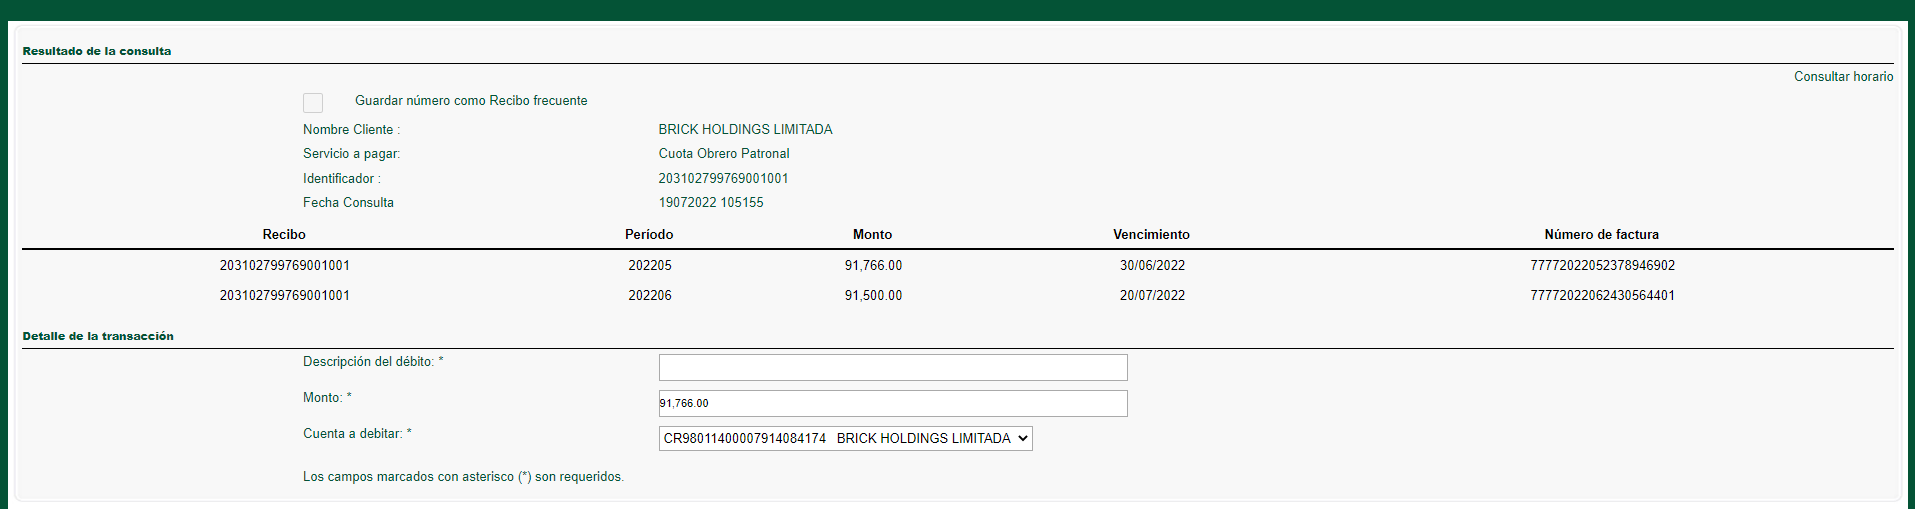 Resultado de la consulta
Consultar horario
Guardar número como Recibo frecuente
Nombre Cliente : BRICK HOLDINGS LIMITADA
Servicio a pagar: Cuota Obrero Patronal
Identificador : 203102799769001001
Fecha Consulta 19072022 105155
Recibo Período Monto Vencimiento Número de factura
203102799769001001 202205 91,766.00 30/06/2022 77772022052378946902
203102799769001001 202206 91,500.00 20/07/2022 77772022062430564401
Detalle de la transacción
Descripción del débito: *
Monto: * 91,766.00
Cuenta a debitar: * CR98011400007914084174 BRICK HOLDINGS LIMITADA
Los campos marcados con asterisco (*) son requeridos.